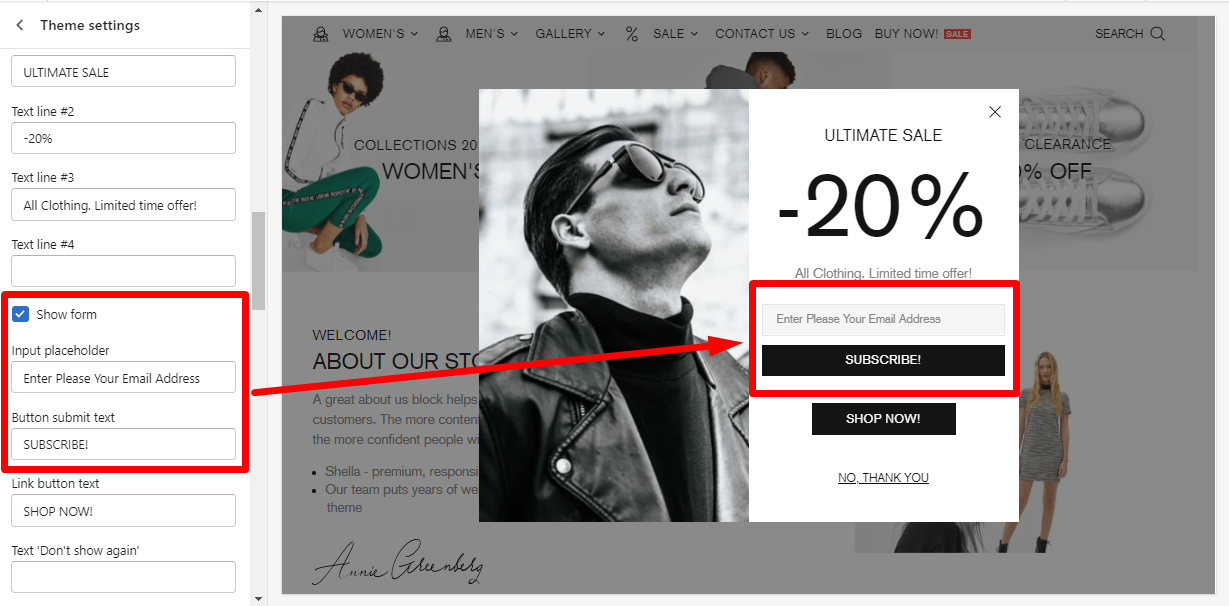 Theme settings
ULTIMATE SALE
Text line #2
-20%
Text line #3
All Clothing. Limited time offer!
Text line #4
Show form
Input placeholder
Enter Please Your Email Address
Button submit text
SUBSCRIBE!
Link button text
SHOP NOW!
Text 'Don't show again'
WOMEN'S MEN'S GALLERY % SALE CONTACT US BLOG BUY NOW! SALE SEARCH
COLLECTIONS 20
WOMEN'S
CLEARANCE
% OFF
WELCOME!
ABOUT OUR STO
A great about us block helps
customers. The more content
the more confident people wi
Shella - premium, responsi
Our team puts years of we
theme
Annie Greenberg
ULTIMATE SALE
-20%
All Clothing. Limited time offer!
Enter Please Your Email Address
SUBSCRIBE!
SHOP NOW!
NO, THANK YOU